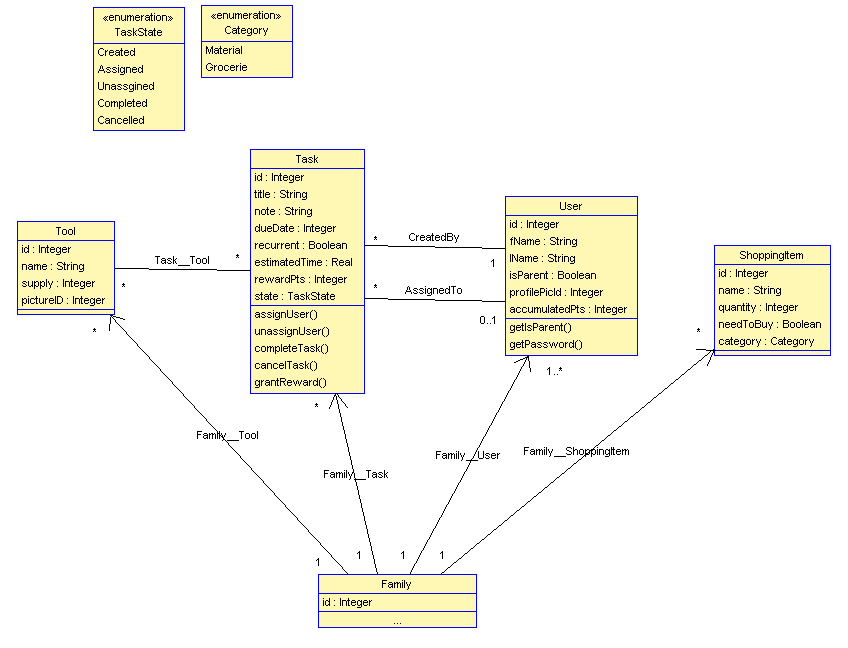 «enumeration»
TaskState
Created
Assigned
Unassgined
Completed
Cancelled
«enumeration»
Category
Material
Grocerie
Task
id : Integer
title : String
note : String
dueDate : Integer
recurrent : Boolean
estimatedTime : Real
rewardPts : Integer
state : TaskState
assignUser()
unassignUser()
completeTask()
cancelTask()
grantReward()
User
id : Integer
fName : String
lName : String
isParent : Boolean
profilePicId : Integer
accumulatedPts : Integer
getIsParent()
getPassword()
Tool
id : Integer
name : String
supply : Integer
pictureID : Integer
ShoppingItem
id : Integer
name : String
quantity : Integer
needToBuy : Boolean
category : Category
Task__Tool
*
*
CreatedBy
*
1
AssignedTo
*
0..1
*
*
1..*
*
Family__Tool
Family__Task
Family__User
Family__ShoppingItem
1
1
1
1
Family
id : Integer
...